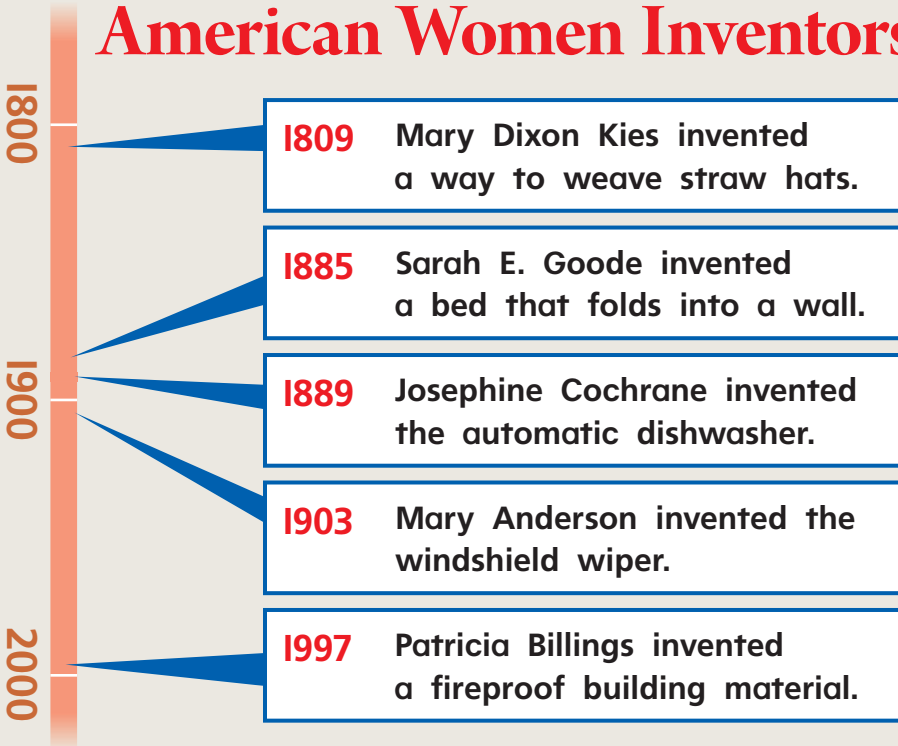 American Women Inventors
1800
1809 Mary Dixon Kies invented
a way to weave straw hats.
1885 Sarah E. Goode invented
a bed that folds into a wall.
1900
1889 Josephine Cochrane invented
the automatic dishwasher.
1903 Mary Anderson invented the
windshield wiper.
2000
1997 Patricia Billings invented
a fireproof building material.